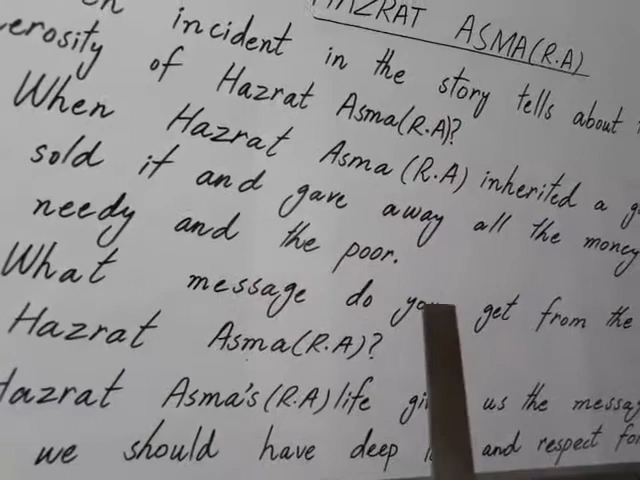 HAZRAT ASMA(R.A)
incident in the story tells about
of Hazrat Asma(R.A)?
When Hazrat Asma (R.A) inherited a
sold it and gave away all the money
needy and the poor.
What message do you get from the
Hazrat Asma(R.A)?
Hazrat Asma's (R.A) life us the
we should have deep and respect for